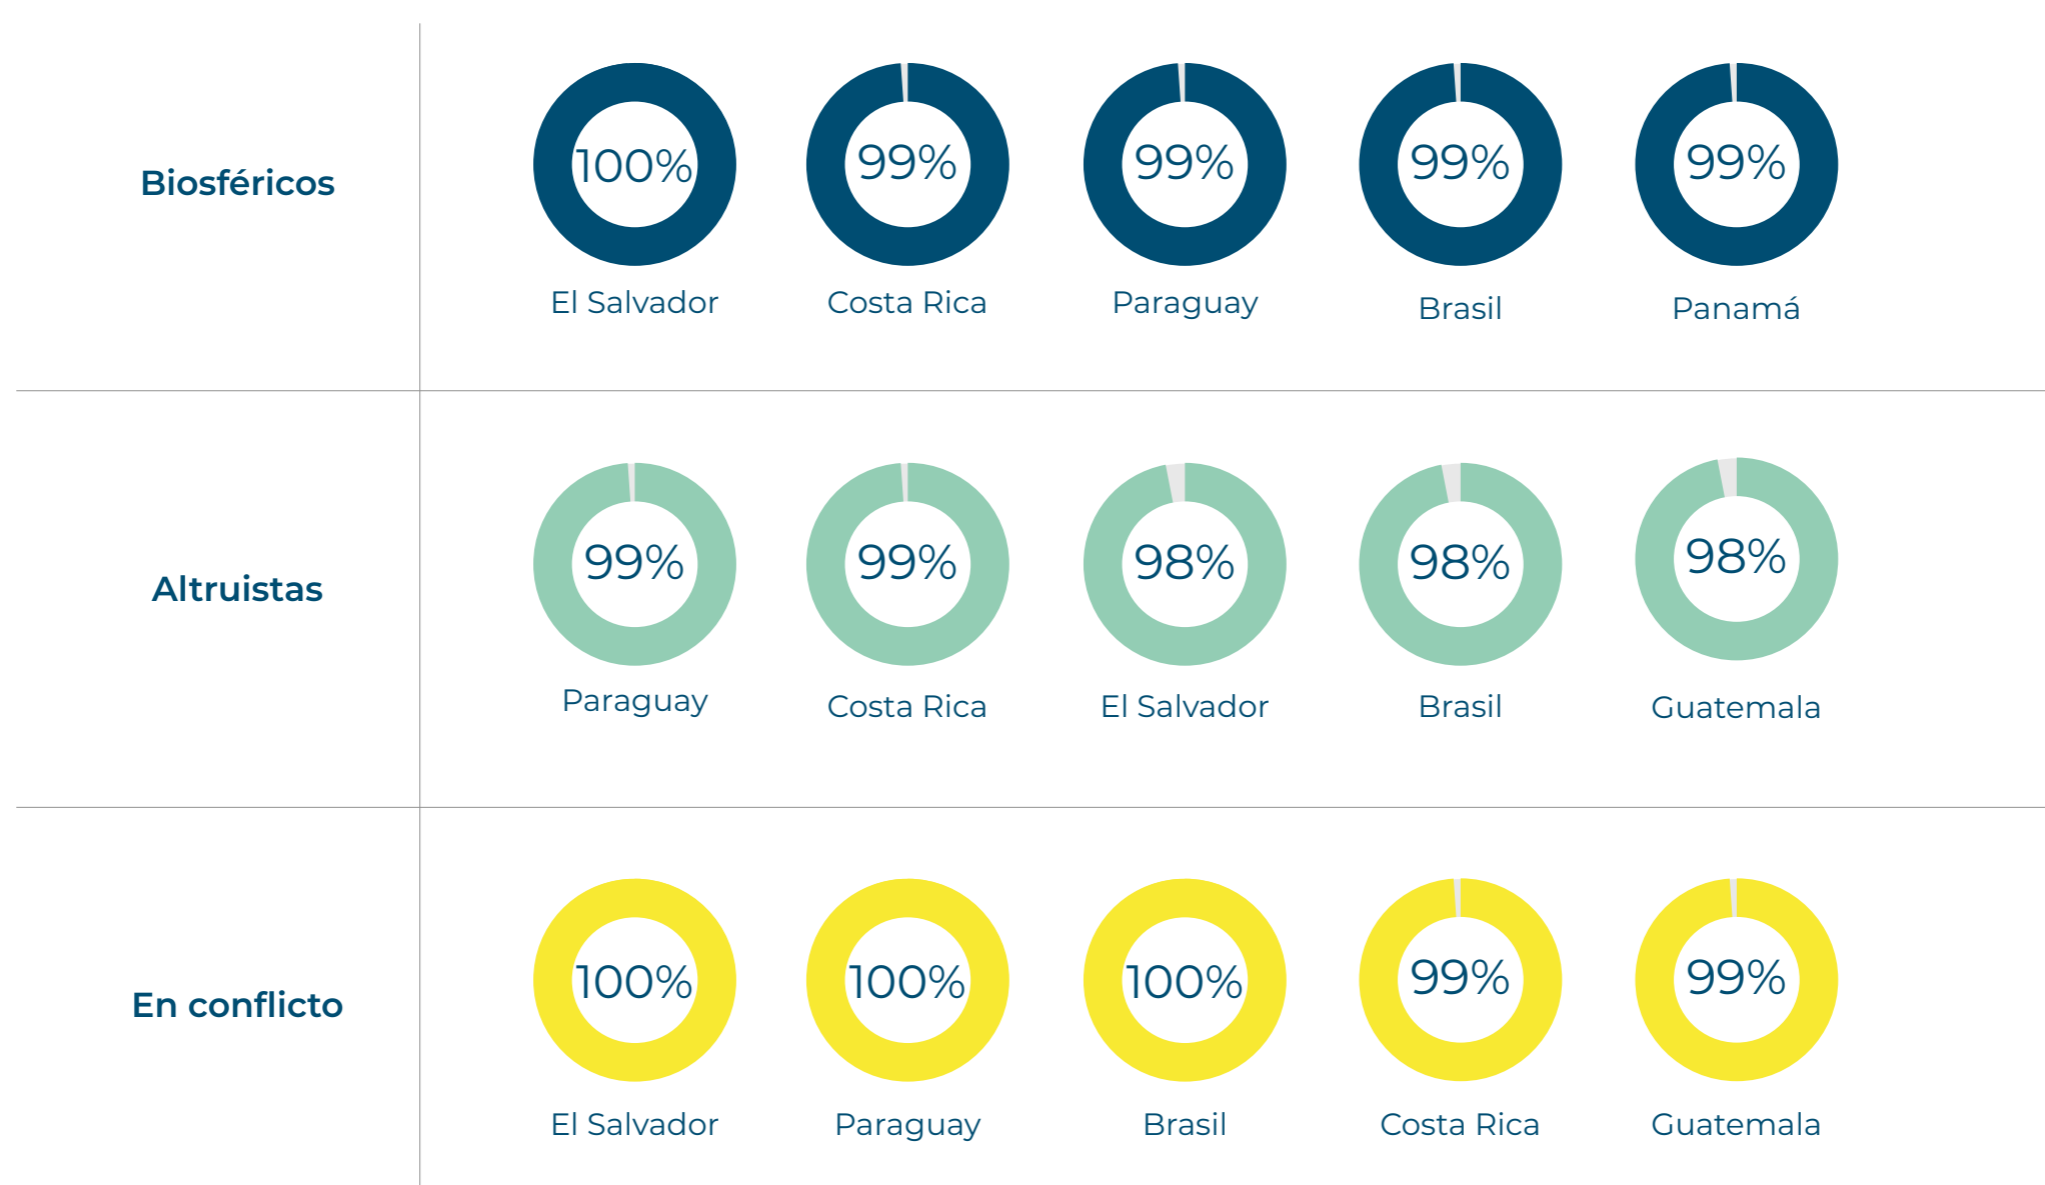 Biosféricos
100%
99%
99%
99%
99%
El Salvador
Costa Rica
Paraguay
Brasil
Panamá
Altruistas
99%
99%
98%
98%
98%
Paraguay
Costa Rica
El Salvador
Brasil
Guatemala
En conflicto
100%
100%
100%
99%
99%
El Salvador
Paraguay
Brasil
Costa Rica
Guatemala